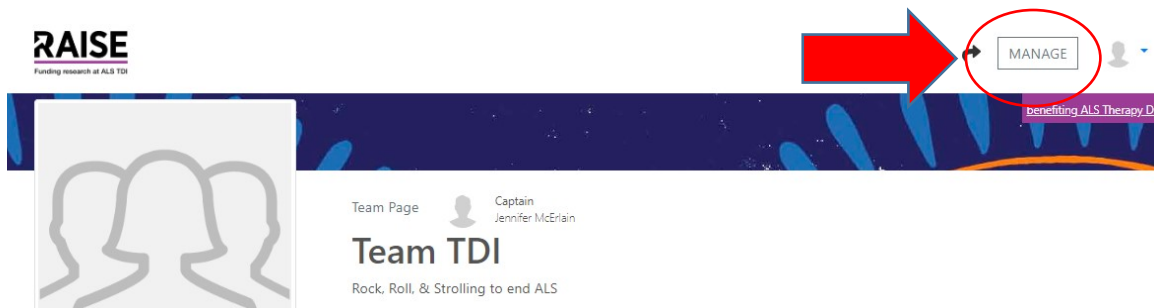 RAISE
Funding research at ALS TDI
MANAGE
benefiting ALS Therapy D
Team Page
Captain
Jennifer McErlain
Team TDI
Rock, Roll, & Strolling to end ALS